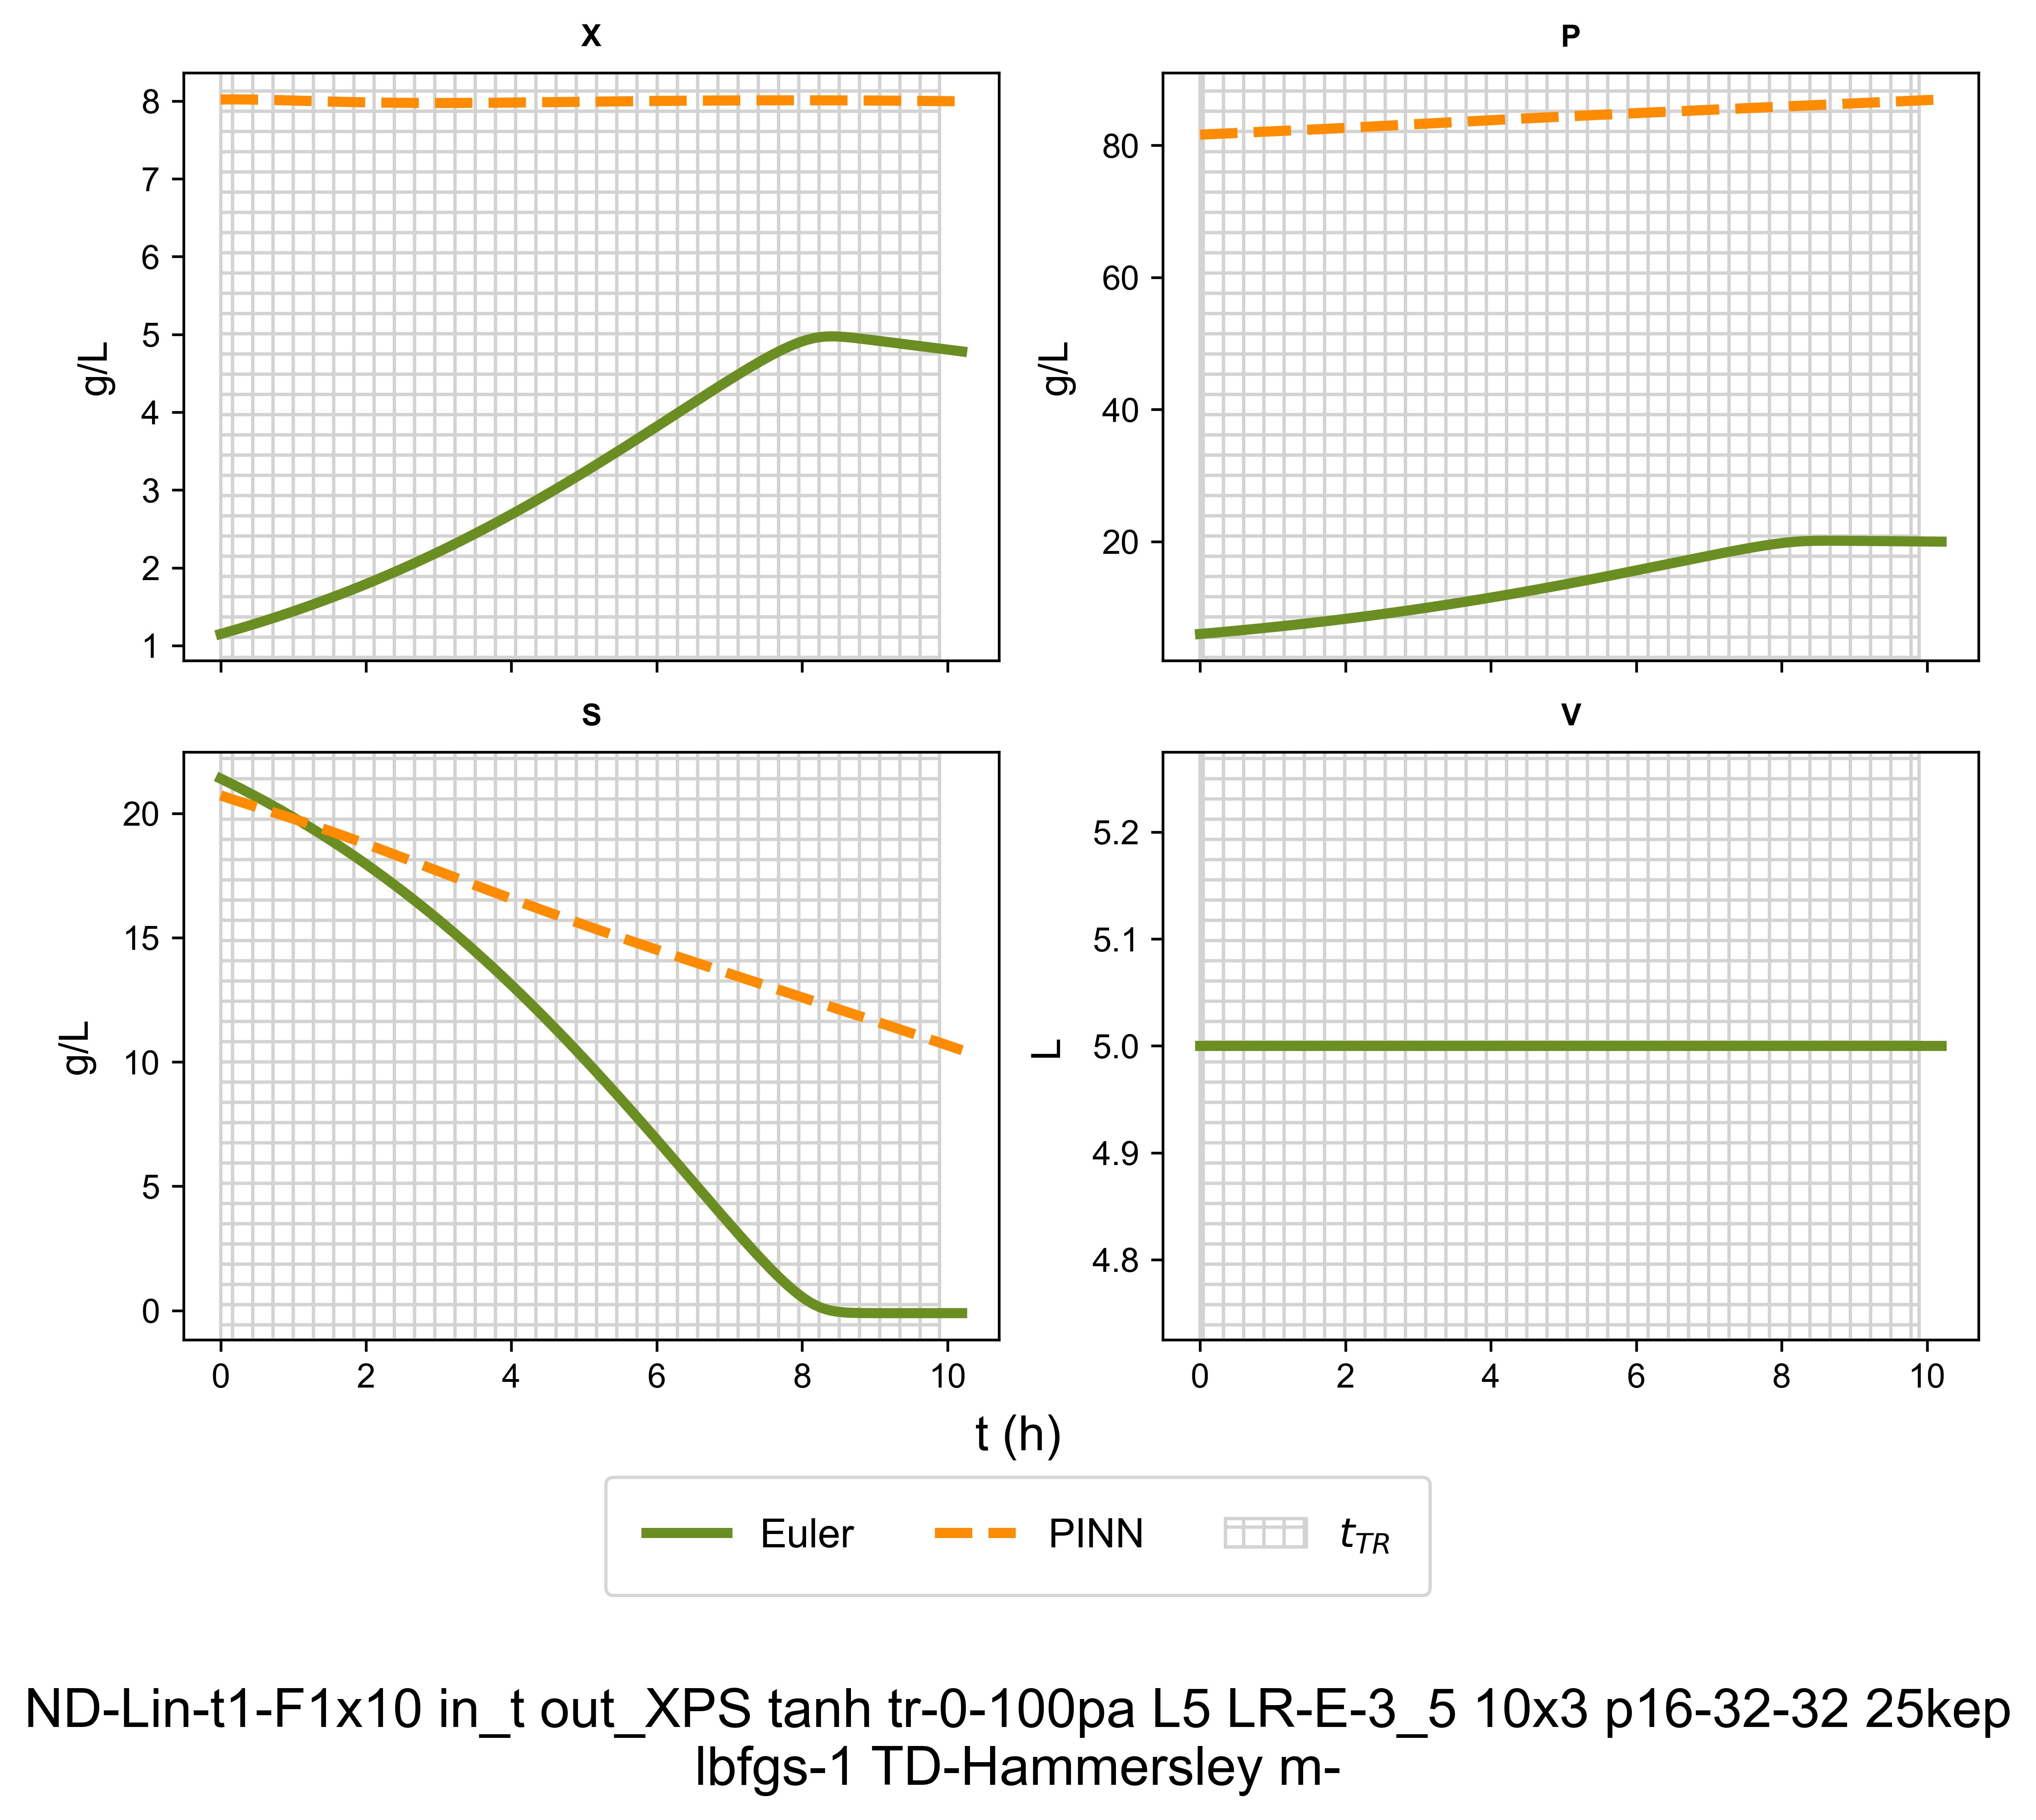 X
P
8
7
6
5
4
3
2
1
g/L
80
60
40
20
g/L
S
V
20
15
10
5
0
g/L
5.2
5.1
5.0
4.9
4.8
L
0 2 4 6 8 10
0 2 4 6 8 10
t (h)
Euler PINN t_TR
ND-Lin-t1-F1x10 in_t out_XPS tanh tr-0-100pa L5 LR-E-3_5 10x3 p16-32-32 25kep
lbfgs-1 TD-Hammersley m-